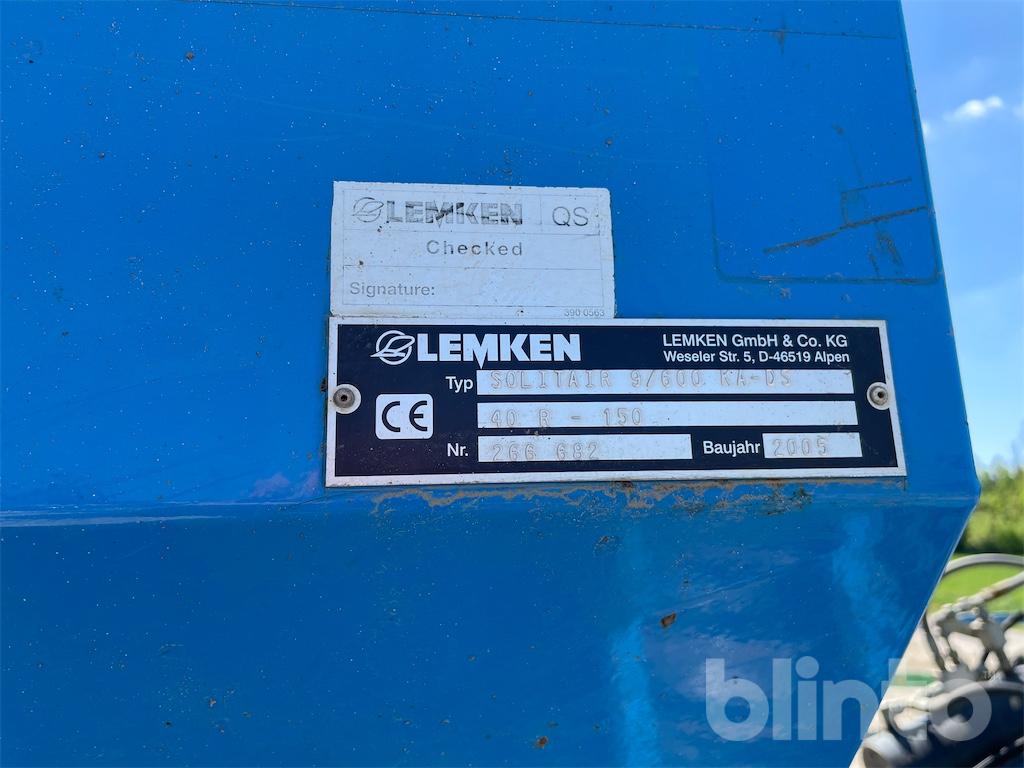 LEMKEN QS
Checked
Signature:
390 0563
LEMKEN
LEMKEN GmbH & Co. KG
Weseler Str. 5, D-46519 Alpen
Typ SOLITAIR 9/600 KA-DS
40 R - 150
CE
Nr. 266 682 Baujahr 2005
blinto